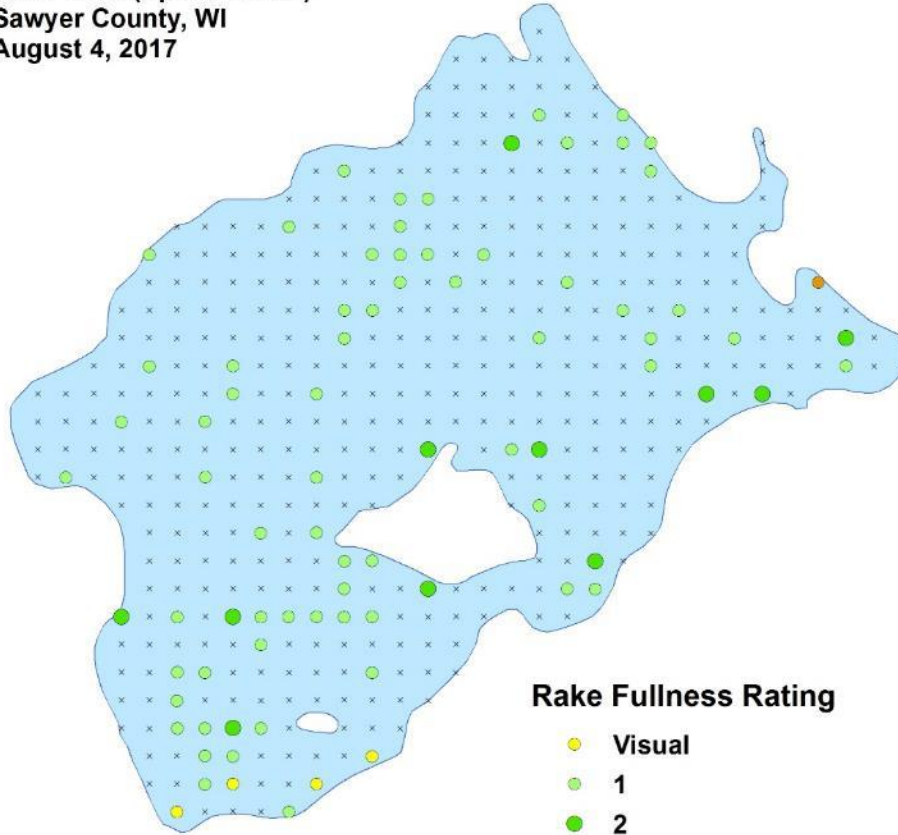 Sawyer County, WI
August 4, 2017
Rake Fullness Rating
Visual
1
2